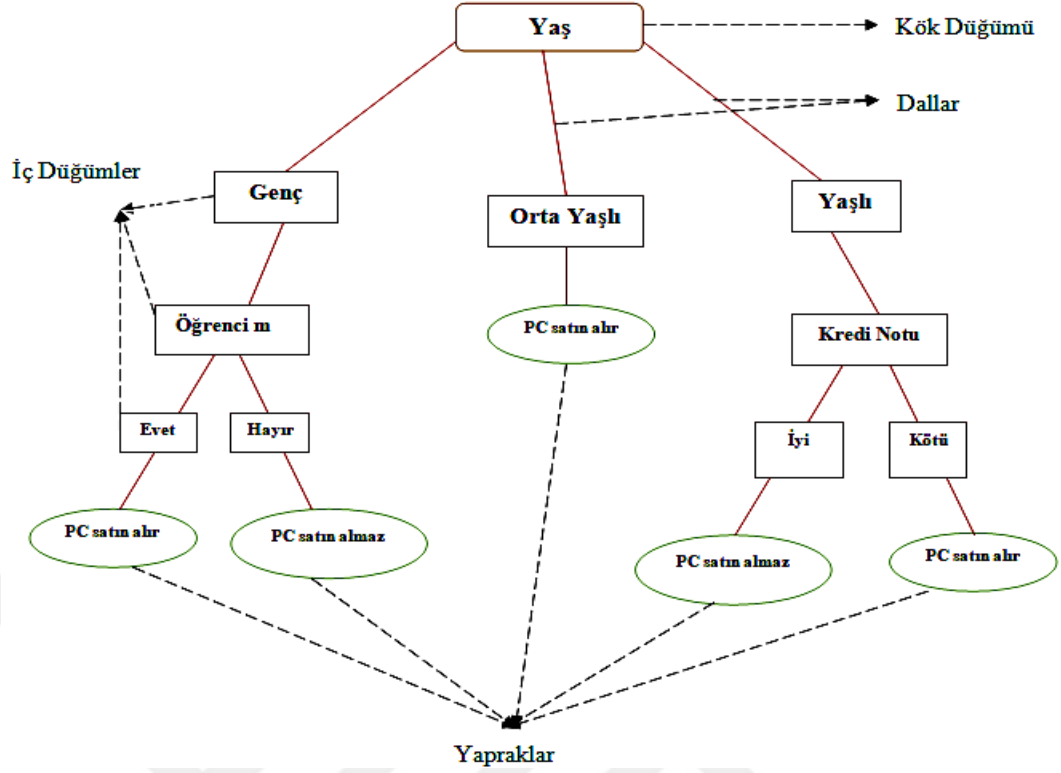 Yaş
Kök Düğümü
Dallar
İç Düğümler
Genç
Orta Yaşlı
Yaşlı
Öğrenci m
PC satın alır
Kredi Notu
Evet
Hayır
İyi
Kötü
PC satın alır
PC satın almaz
PC satın almaz
PC satın alır
Yapraklar